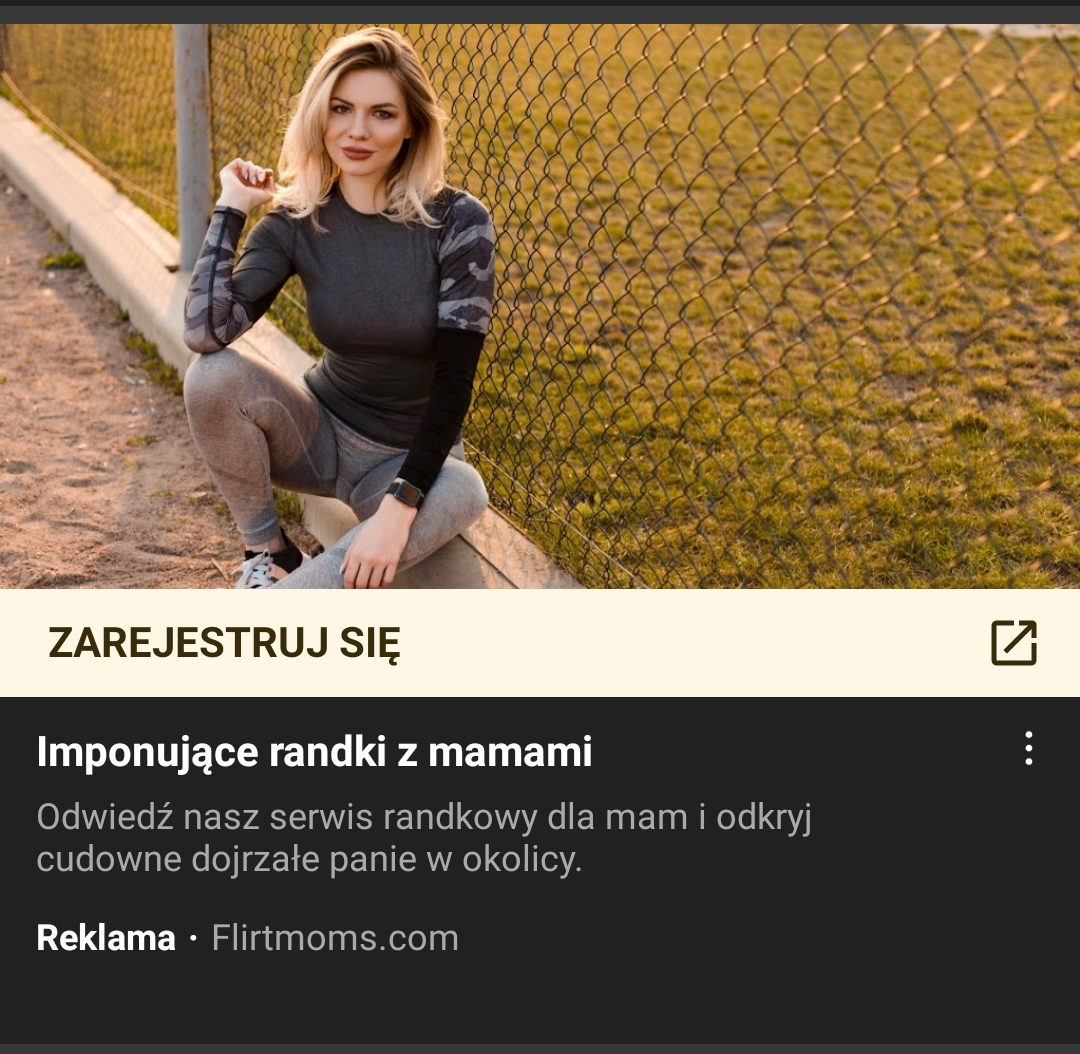 ZAREJESTRUJ SIĘ
Imponujące randki z mamami
Odwiedź nasz serwis randkowy dla mam i odkryj
cudowne dojrzałe panie w okolicy.
Reklama · Flirtmoms.com